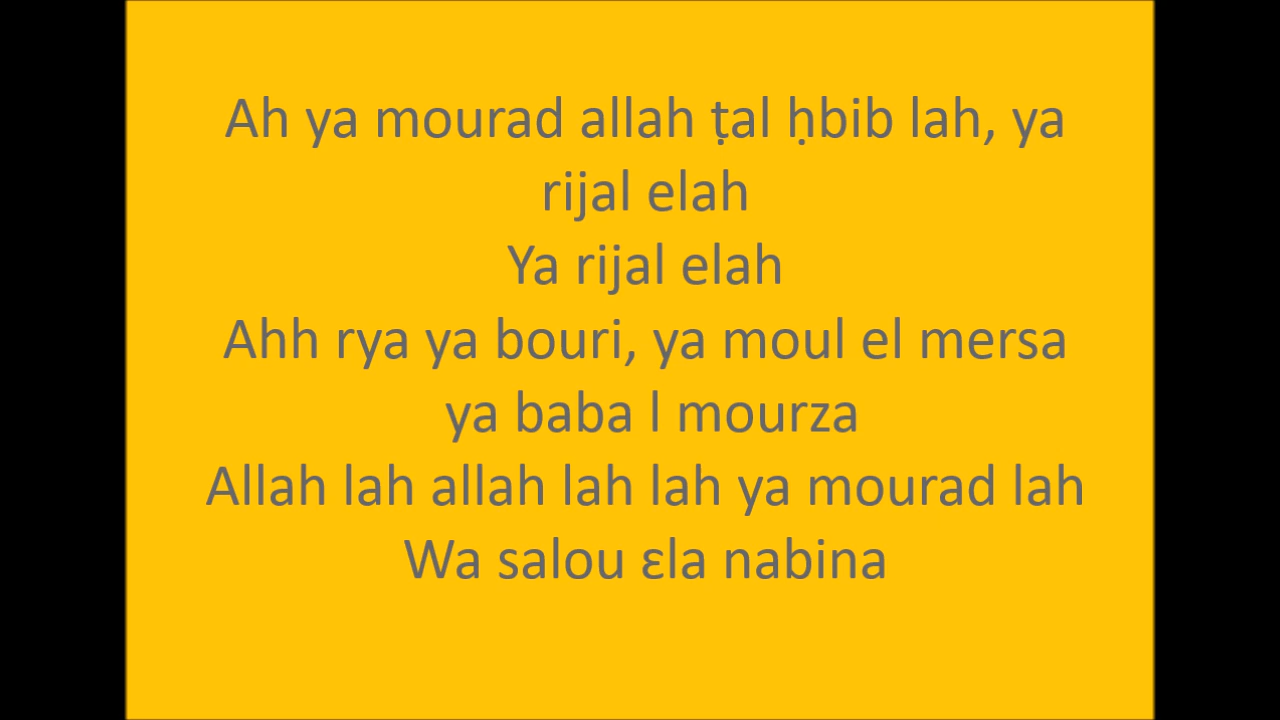 Ah ya mourad allah ṭal ḥbib lah, ya
rijal elah
Ya rijal elah
Ahh rya ya bouri, ya moul el mersa
ya baba l mourza
Allah lah allah lah lah ya mourad lah
Wa salou ɛla nabina